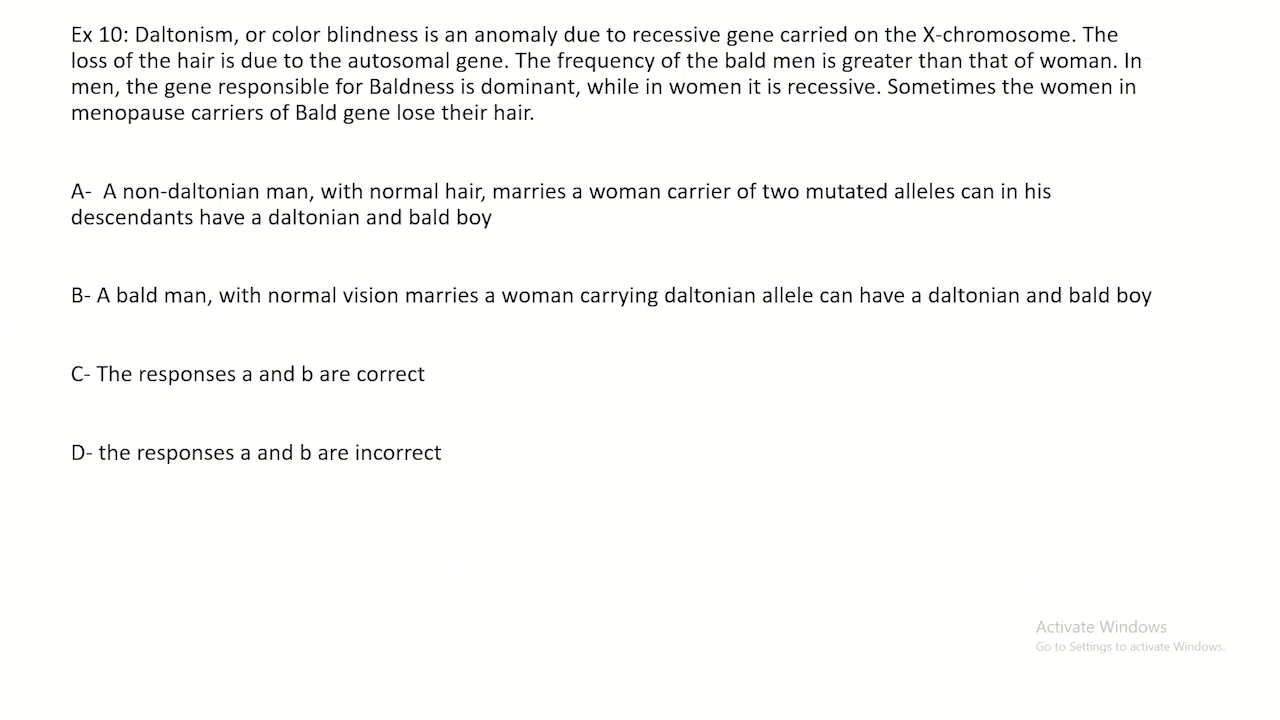 Ex 10: Daltonism, or color blindness is an anomaly due to recessive gene carried on the X-chromosome. The
loss of the hair is due to the autosomal gene. The frequency of the bald men is greater than that of woman. In
men, the gene responsible for Baldness is dominant, while in women it is recessive. Sometimes the women in
menopause carriers of Bald gene lose their hair.
A- A non-daltonian man, with normal hair, marries a woman carrier of two mutated alleles can in his
descendants have a daltonian and bald boy
B- A bald man, with normal vision marries a woman carrying daltonian allele can have a daltonian and bald boy
C- The responses a and b are correct
D- the responses a and b are incorrect
Activate Windows
Go to Settings to activate Windows.